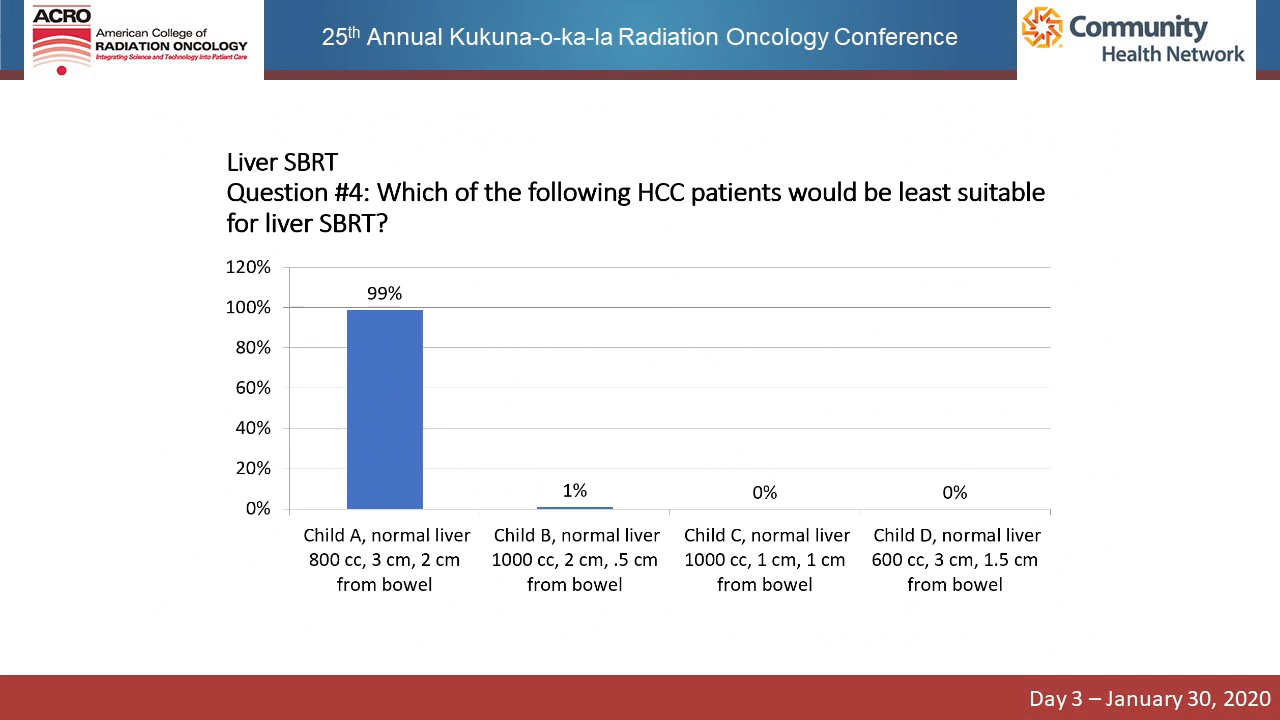 ACRO
American College of
RADIATION ONCOLOGY
Integrating Science and Technology Into Patient Care
25th Annual Kukuna-o-ka-la Radiation Oncology Conference
Community
Health Network
Liver SBRT
Question #4: Which of the following HCC patients would be least suitable
for liver SBRT?
120%
100%
80%
60%
40%
20%
0%
99%
1%
0%
0%
Child A, normal liver
800 cc, 3 cm, 2 cm
from bowel
Child B, normal liver
1000 cc, 2 cm, .5 cm
from bowel
Child C, normal liver
1000 cc, 1 cm, 1 cm
from bowel
Child D, normal liver
600 cc, 3 cm, 1.5 cm
from bowel
Day 3 – January 30, 2020